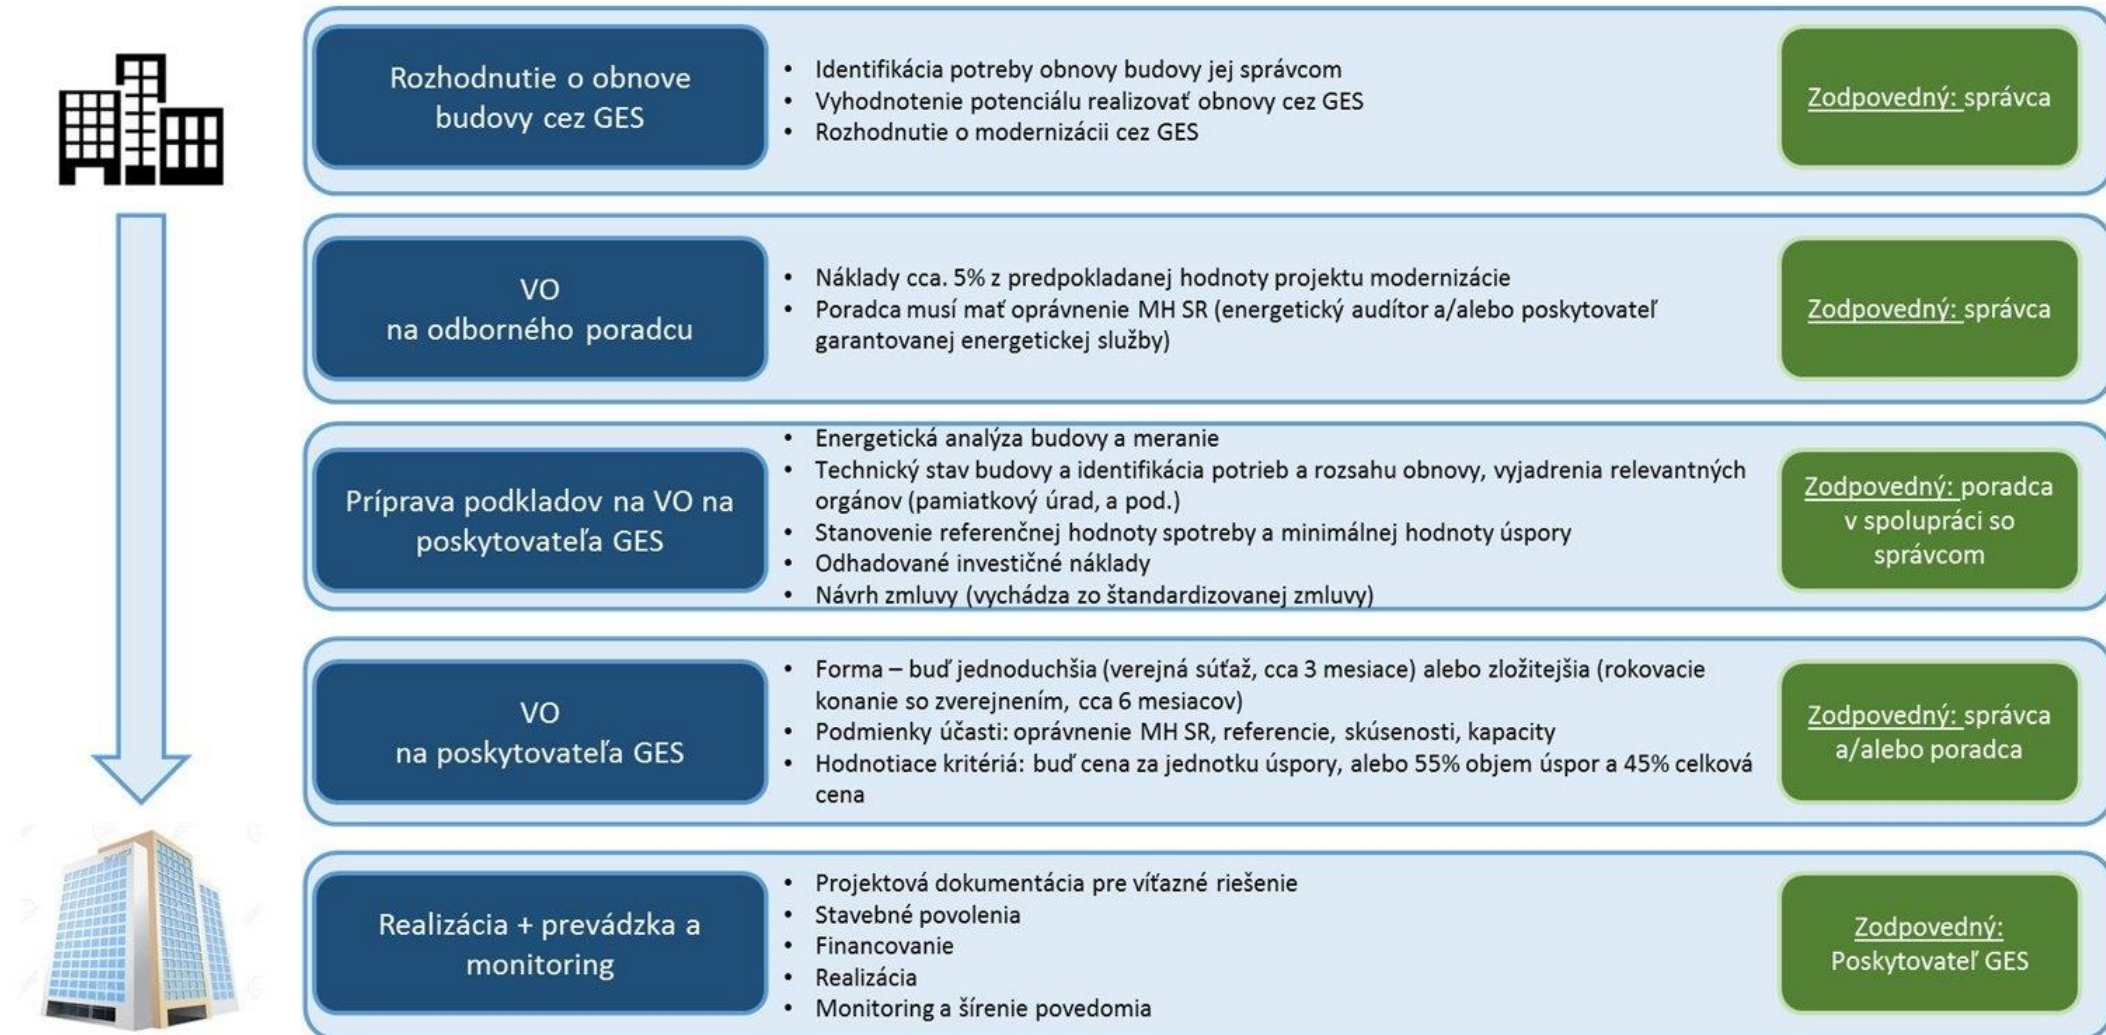 Rozhodnutie o obnove
budovy cez GES
• Identifikácia potreby obnovy budovy jej správcom
• Vyhodnotenie potenciálu realizovať obnovy cez GES
• Rozhodnutie o modernizácii cez GES
Zodpovedný: správca
VO
na odborného poradcu
• Náklady cca. 5% z predpokladanej hodnoty projektu modernizácie
• Poradca musí mať oprávnenie MH SR (energetický audítor a/alebo poskytovateľ
garantovanej energetickej služby)
Zodpovedný: správca
Príprava podkladov na VO na
poskytovateľa GES
• Energetická analýza budovy a meranie
• Technický stav budovy a identifikácia potrieb a rozsahu obnovy, vyjadrenia relevantných
orgánov (pamiatkový úrad, a pod.)
• Stanovenie referenčnej hodnoty spotreby a minimálnej hodnoty úspory
• Odhadované investičné náklady
• Návrh zmluvy (vychádza zo štandardizovanej zmluvy)
Zodpovedný: poradca
v spolupráci so
správcom
VO
na poskytovateľa GES
• Forma – buď jednoduchšia (verejná súťaž, cca 3 mesiace) alebo zložitejšia (rokovacie
konanie so zverejnením, cca 6 mesiacov)
• Podmienky účasti: oprávnenie MH SR, referencie, skúsenosti, kapacity
• Hodnotiace kritériá: buď cena za jednotku úspory, alebo 55% objem úspor a 45% celková
cena
Zodpovedný: správca
a/alebo poradca
Realizácia + prevádzka a
monitoring
• Projektová dokumentácia pre víťazné riešenie
• Stavebné povolenia
• Financovanie
• Realizácia
• Monitoring a šírenie povedomia
Zodpovedný:
Poskytovateľ GES